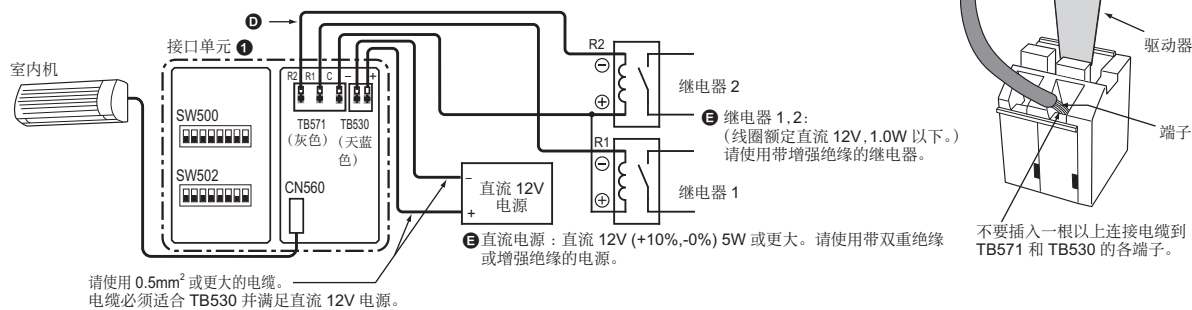 D
接口单元 1
室内机
R2 R1 C − +
SW500
TB571
(灰色)
TB530
(天蓝
色)
SW502
CN560
直流 12V
电源
−
+
R2
⊖
⊕
继电器 2
R1
⊖
⊕
继电器 1
E 继电器 1, 2:
(线圈额定直流 12V, 1.0W 以下。)
请使用带增强绝缘的继电器。
E 直流电源：直流 12V (+10%,-0%) 5W 或更大。请使用带双重绝缘
或增强绝缘的电源。
请使用 0.5mm² 或更大的电缆。
电缆必须适合 TB530 并满足直流 12V 电源。
驱动器
端子
不要插入一根以上连接电缆到
TB571 和 TB530 的各端子。